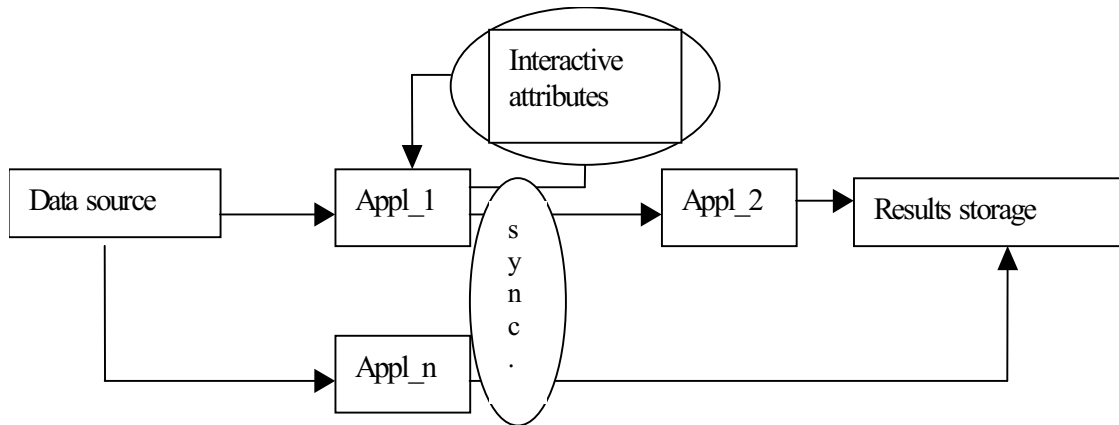 Interactive
attributes
Data source
Appl_1
Appl_2
Results storage
s
y
n
c
.
Appl_n